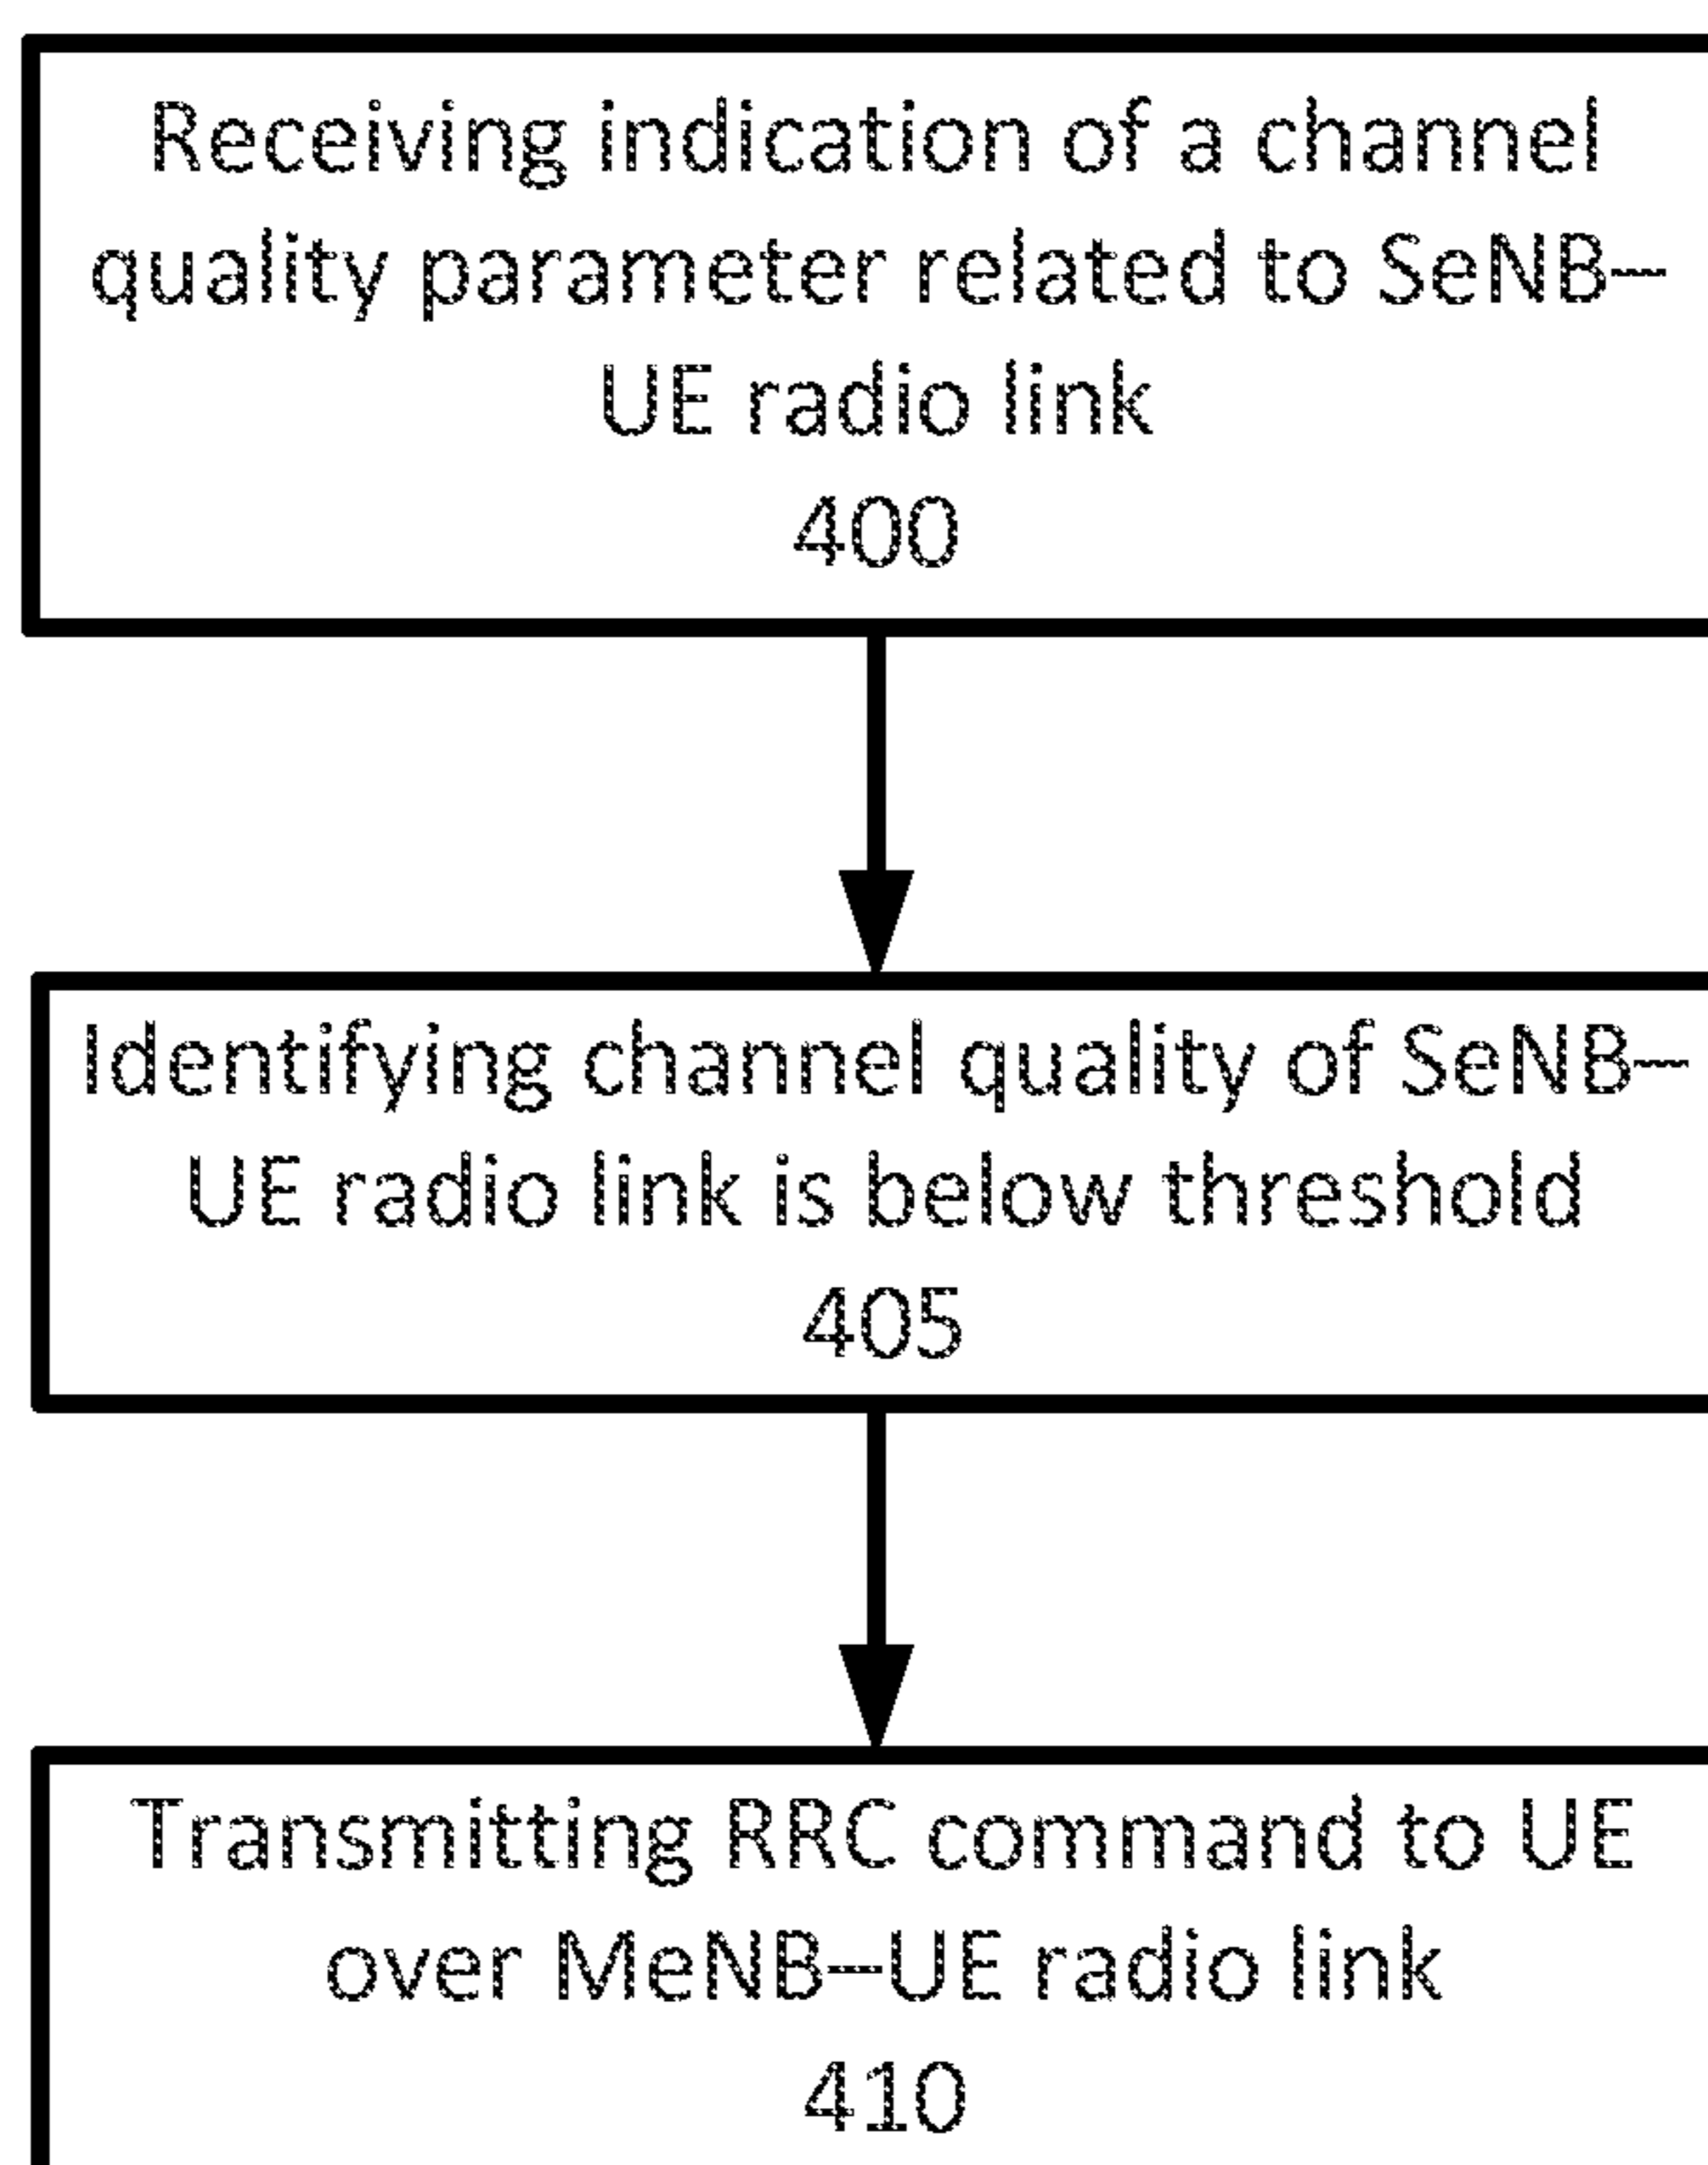 Receiving indication of a channel
quality parameter related to SeNB–
UE radio link
400
Identifying channel quality of SeNB–
UE radio link is below threshold
405
Transmitting RRC command to UE
over MeNB–UE radio link
410